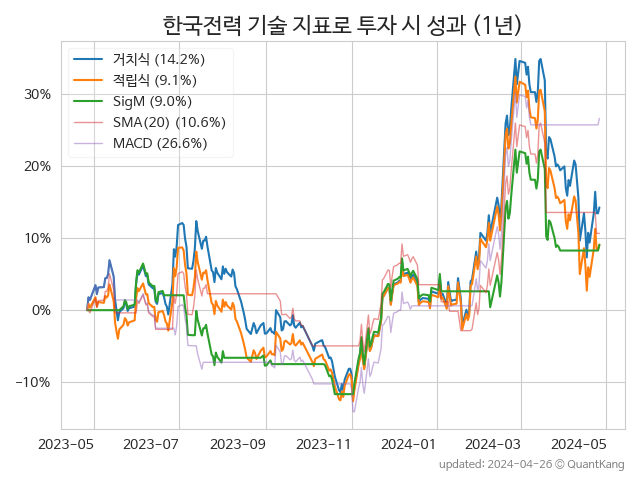 한국전력 기술 지표로 투자 시 성과 (1년)
거치식 (14.2%)
적립식 (9.1%)
SigM (9.0%)
SMA(20) (10.6%)
MACD (26.6%)
30%
20%
10%
0%
−10%
2023-05 2023-07 2023-09 2023-11 2024-01 2024-03 2024-05
updated: 2024-04-26 © QuantKang